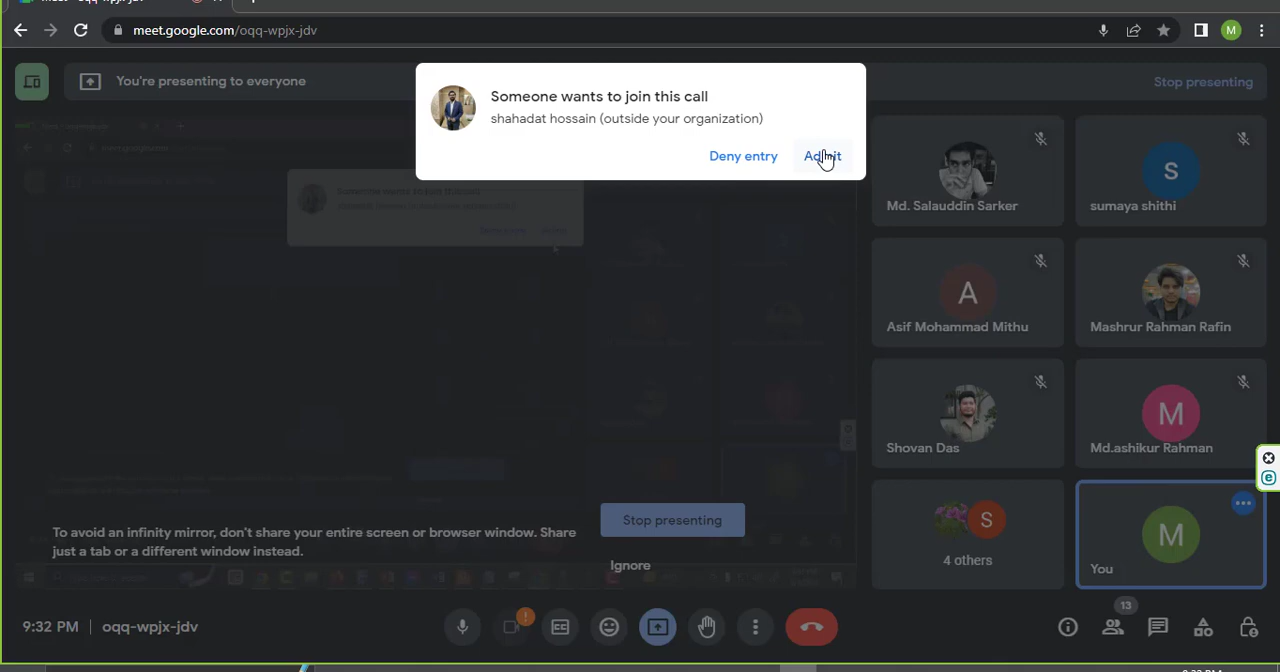 meet.google.com/oqq-wpjx-jdv
M
You're presenting to everyone
Stop presenting
Someone wants to join this call
shahadat hossain (outside your organization)
Deny entry
Admit
Md. Salauddin Sarker
S
sumaya shithi
A
Asif Mohammad Mithu
Mashrur Rahman Rafin
Shovan Das
M
Md.ashikur Rahman
S
4 others
M
You
To avoid an infinity mirror, don't share your entire screen or browser window. Share
just a tab or a different window instead.
Stop presenting
Ignore
9:32 PM | oqq-wpjx-jdv
13